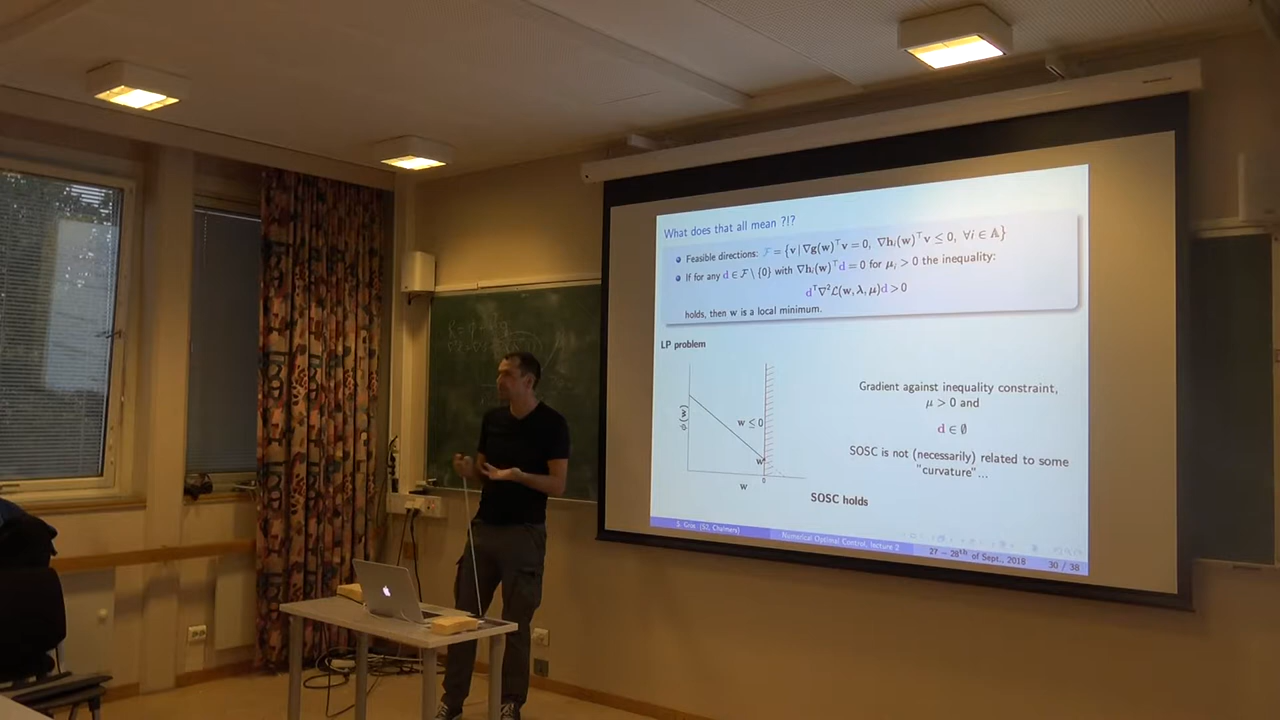 What does that all mean ?!?
Feasible directions: ℱ = {v | ∇g(w)ᵀv = 0, ∇hᵢ(w)ᵀv ≤ 0, ∀i ∈ 𝔸}
If for any d ∈ ℱ \ {0} with ∇hᵢ(w)ᵀd = 0 for μᵢ > 0 the inequality:
dᵀ∇²ℒ(w, λ, μ)d > 0
holds, then w is a local minimum.
LP problem
Gradient against inequality constraint,
μ > 0 and
d ∈ ∅
SOSC is not (necessarily) related to some
"curvature"...
(w)
w ≤ 0
w
0
w
SOSC holds
S. Gros (S2, Chalmers)
Numerical Optimal Control, lecture 2
27 – 28ᵗʰ of Sept., 2018
30 / 38